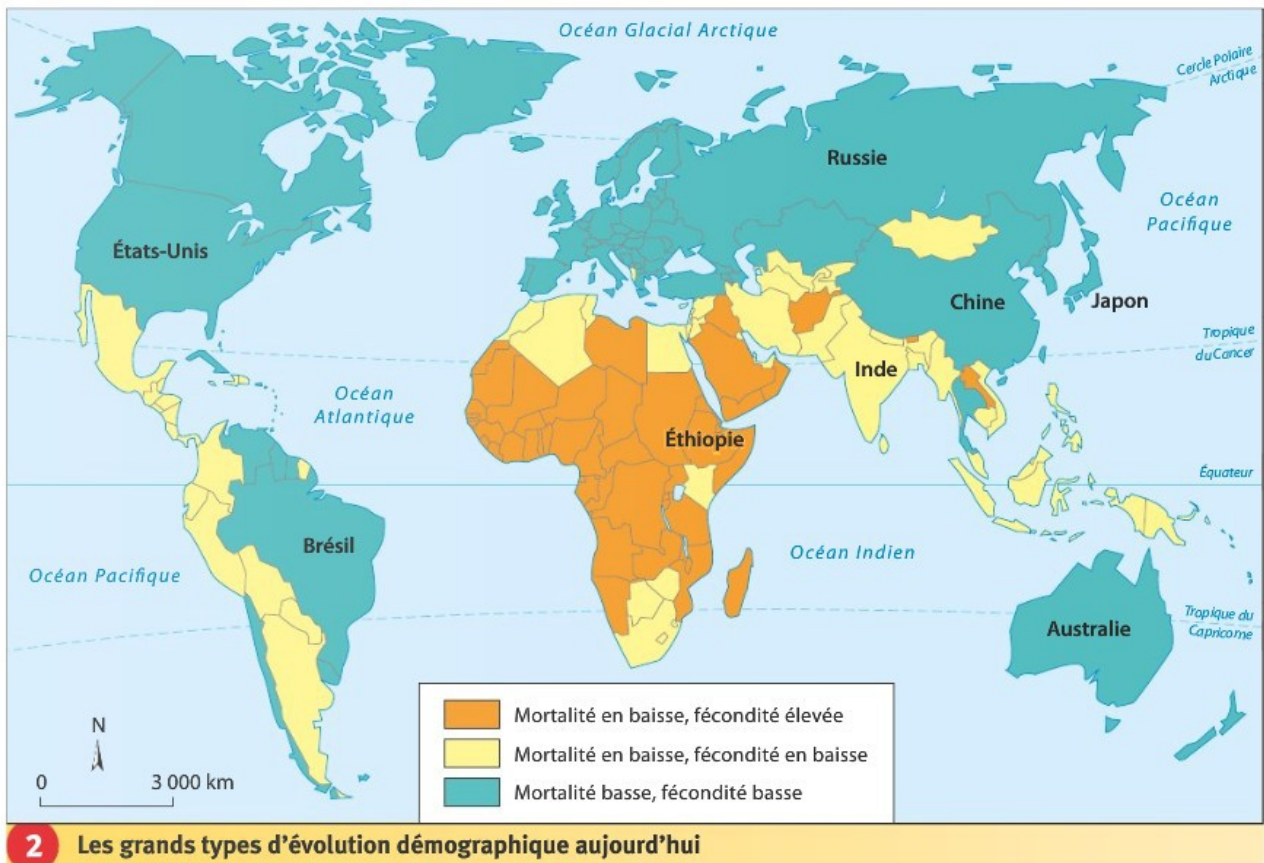 Océan Glacial Arctique
Cercle Polaire
Arctique
Russie
Océan
Pacifique
États-Unis
Chine
Japon
Tropique
du Cancer
Océan
Atlantique
Inde
Éthiopie
Équateur
Brésil
Océan Indien
Océan Pacifique
Tropique du
Capricorne
Australie
N
0 3 000 km
Mortalité en baisse, fécondité élevée
Mortalité en baisse, fécondité en baisse
Mortalité basse, fécondité basse
2 Les grands types d'évolution démographique aujourd'hui